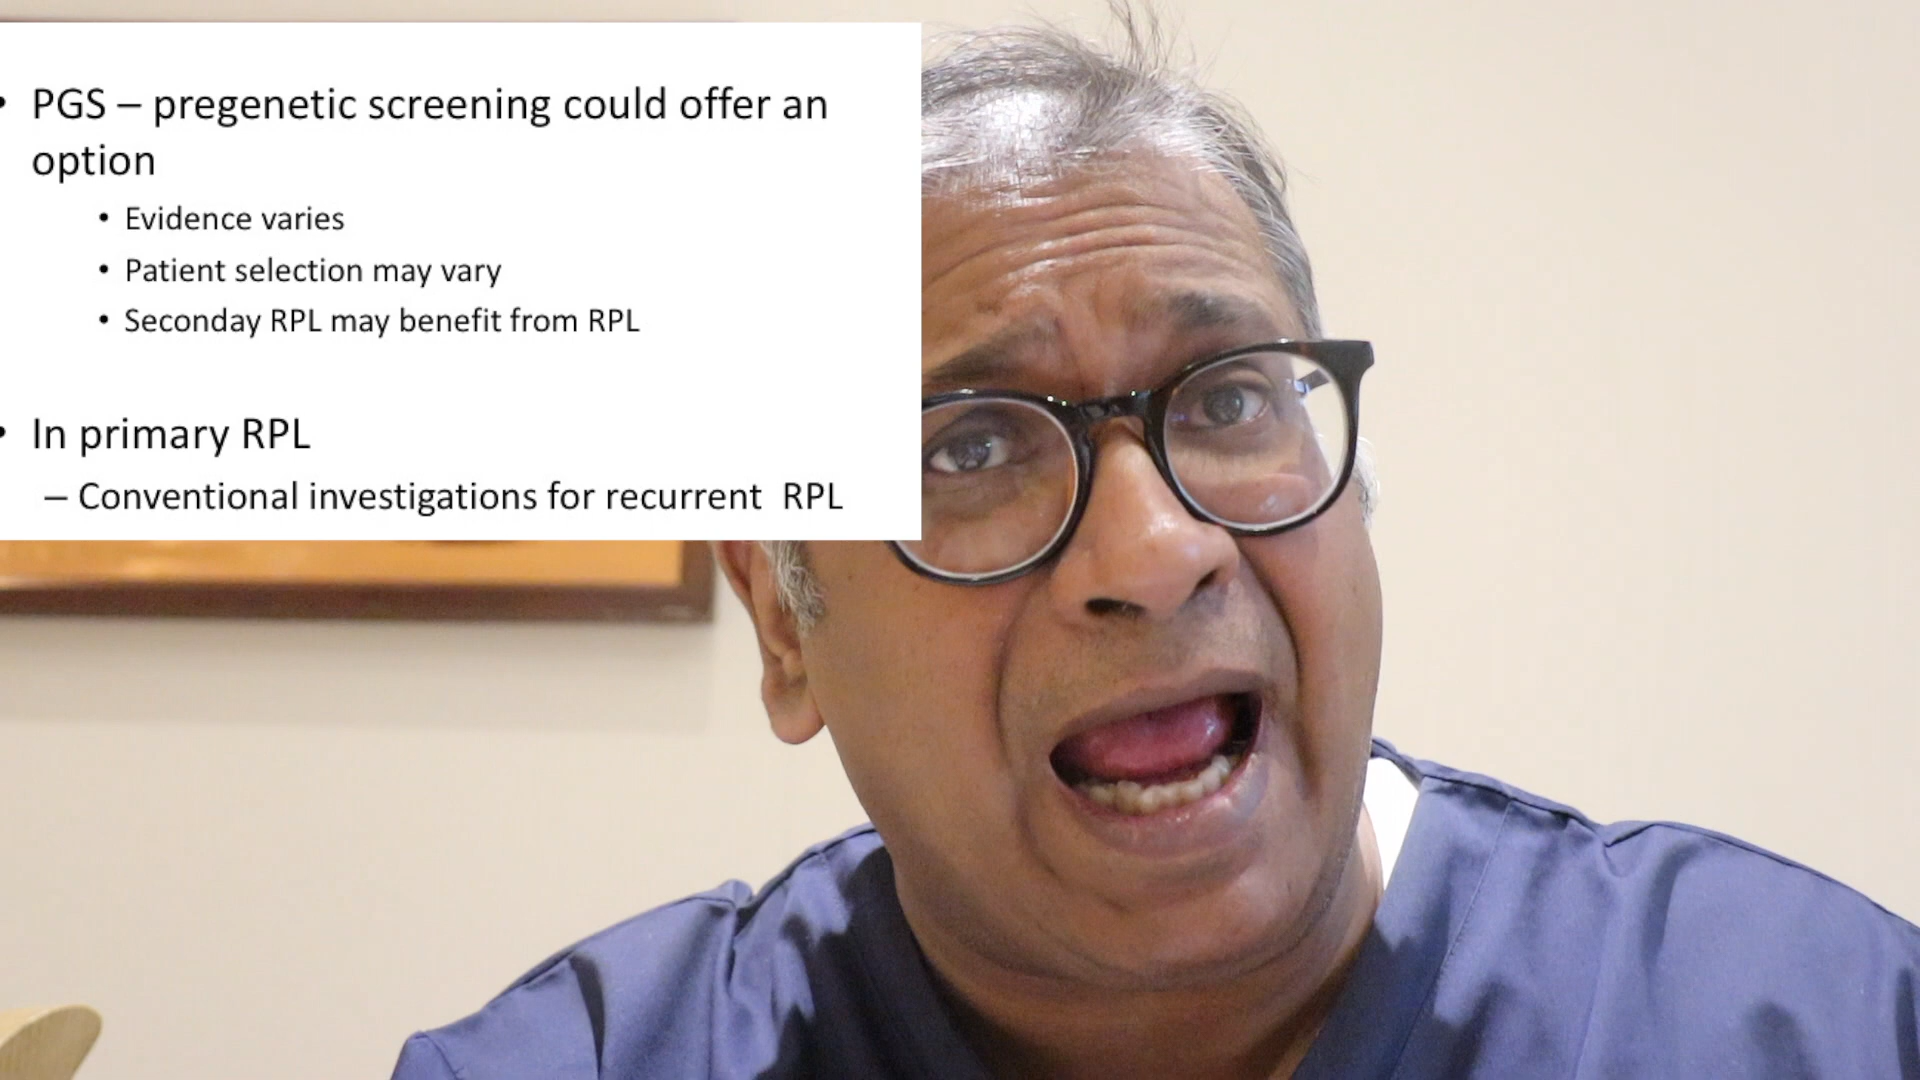 • PGS – pregenetic screening could offer an
option
• Evidence varies
• Patient selection may vary
• Seconday RPL may benefit from RPL
• In primary RPL
– Conventional investigations for recurrent RPL